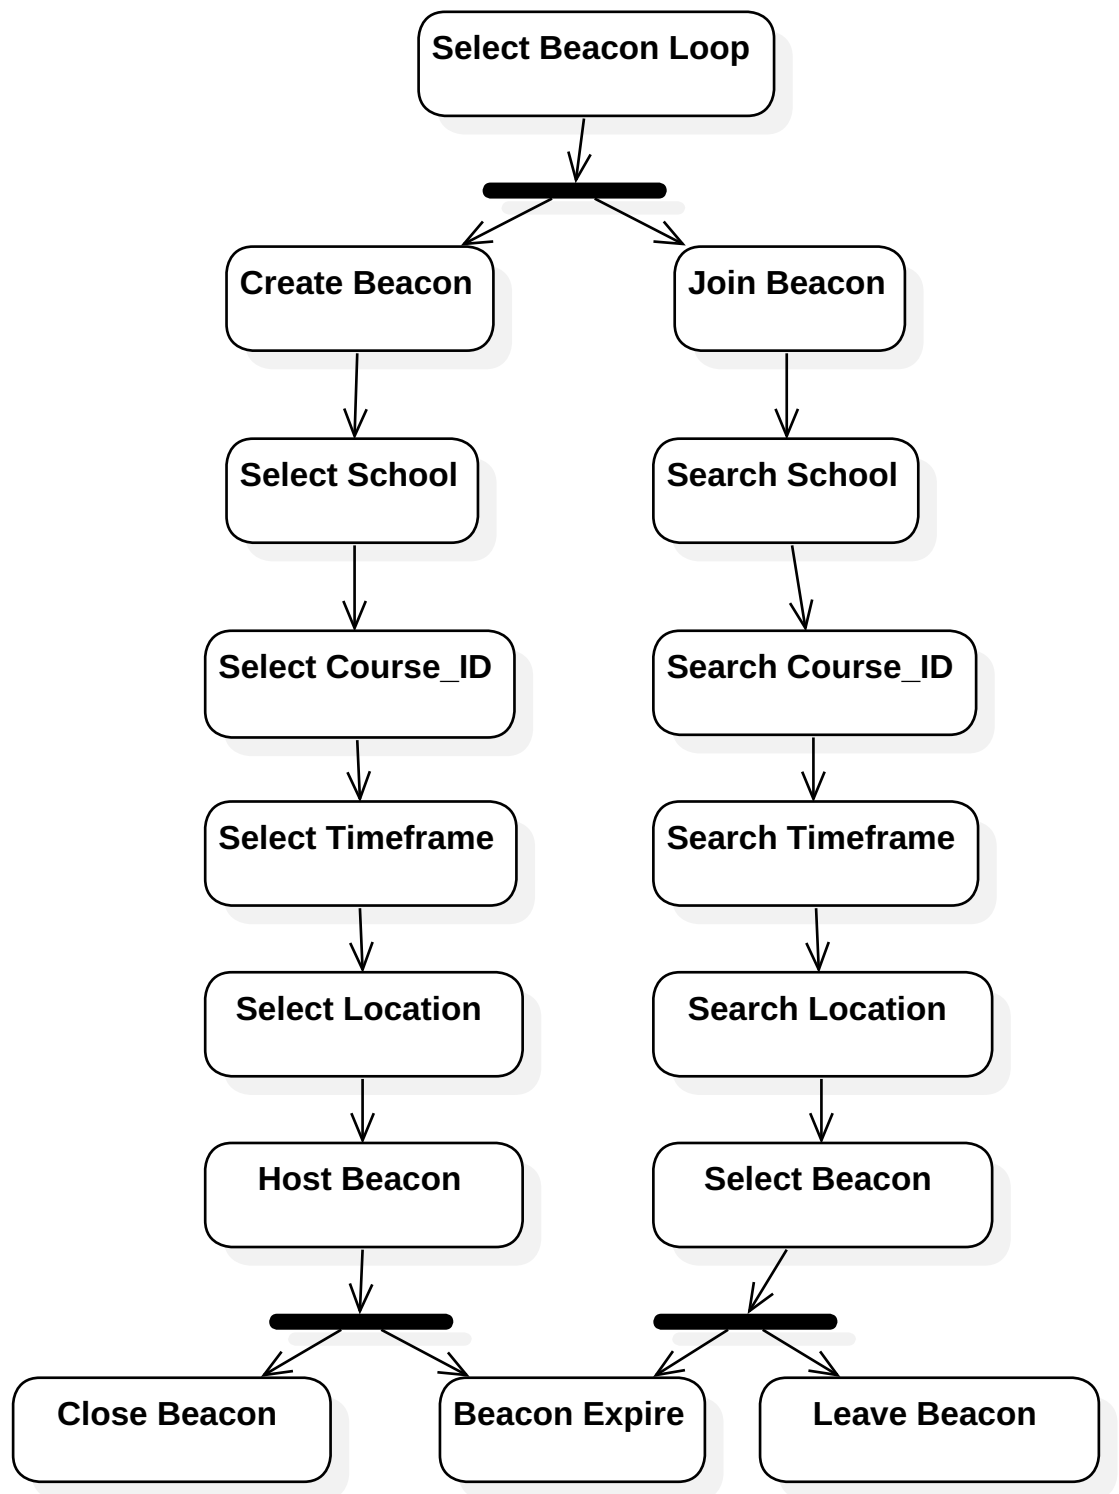 Select Beacon Loop
Create Beacon
Join Beacon
Select School
Search School
Select Course_ID
Search Course_ID
Select Timeframe
Search Timeframe
Select Location
Search Location
Host Beacon
Select Beacon
Close Beacon
Beacon Expire
Leave Beacon